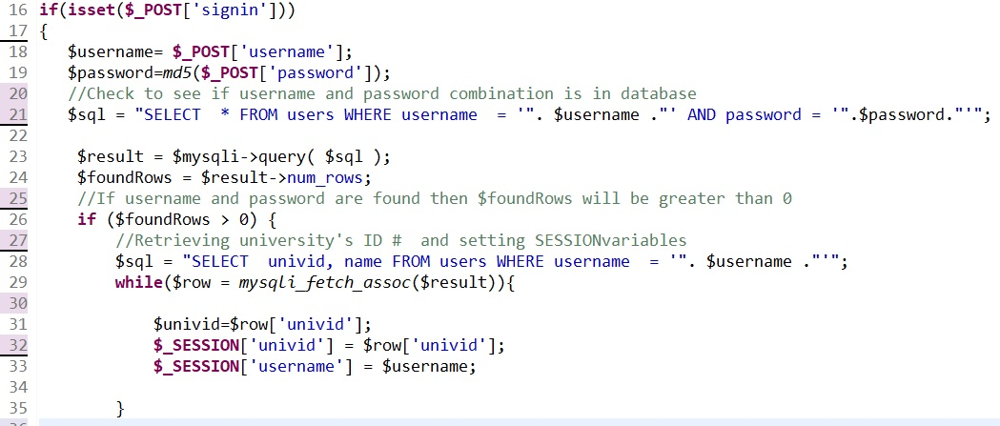 16 if(isset($_POST['signin']))
17 {
18    $username= $_POST['username'];
19    $password=md5($_POST['password']);
20    //Check to see if username and password combination is in database
21    $sql = "SELECT  * FROM users WHERE username  = '". $username ."' AND password = '".$password."'";
22
23     $result = $mysqli->query( $sql );
24     $foundRows = $result->num_rows;
25     //If username and password are found then $foundRows will be greater than 0
26     if ($foundRows > 0) {
27         //Retrieving university's ID #  and setting SESSIONvariables
28         $sql = "SELECT  univid, name FROM users WHERE username  = '". $username ."'";
29         while($row = mysqli_fetch_assoc($result)){
30
31             $univid=$row['univid'];
32             $_SESSION['univid'] = $row['univid'];
33             $_SESSION['username'] = $username;
34
35         }
36